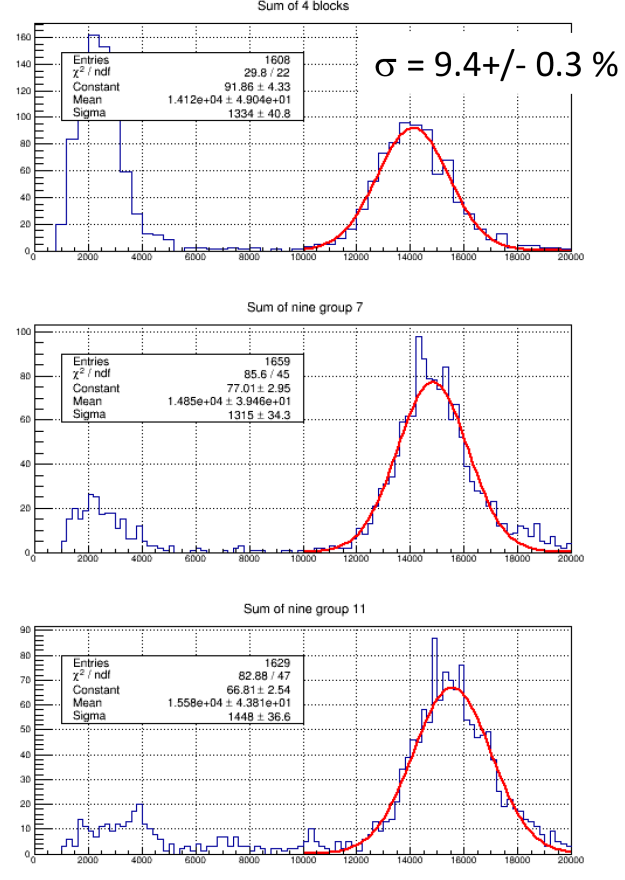 Sum of 4 blocks
σ = 9.4+/- 0.3 %
Entries 1608
χ² / ndf 29.8 / 22
Constant 91.86 ± 4.33
Mean 1.412e+04 ± 4.904e+01
Sigma 1334 ± 40.8
160
140
120
100
80
60
40
20
0
0 2000 4000 6000 8000 10000 12000 14000 16000 18000 20000
Sum of nine group 7
Entries 1659
χ² / ndf 85.6 / 45
Constant 77.01 ± 2.95
Mean 1.485e+04 ± 3.946e+01
Sigma 1315 ± 34.3
100
80
60
40
20
0
0 2000 4000 6000 8000 10000 12000 14000 16000 18000 20000
Sum of nine group 11
Entries 1629
χ² / ndf 82.88 / 47
Constant 66.81 ± 2.54
Mean 1.558e+04 ± 4.381e+01
Sigma 1448 ± 36.6
90
80
70
60
50
40
30
20
10
0
0 2000 4000 6000 8000 10000 12000 14000 16000 18000 20000